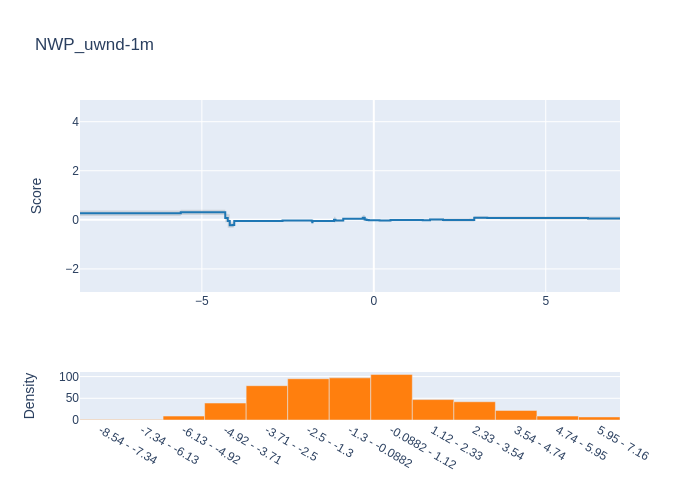 NWP_uwnd-1m
Score
4
2
0
−2
−5
0
5
Density
100
50
0
-8.54 - -7.34
-7.34 - -6.13
-6.13 - -4.92
-4.92 - -3.71
-3.71 - -2.5
-2.5 - -1.3
-1.3 - -0.0882
-0.0882 - 1.12
1.12 - 2.33
2.33 - 3.54
3.54 - 4.74
4.74 - 5.95
5.95 - 7.16